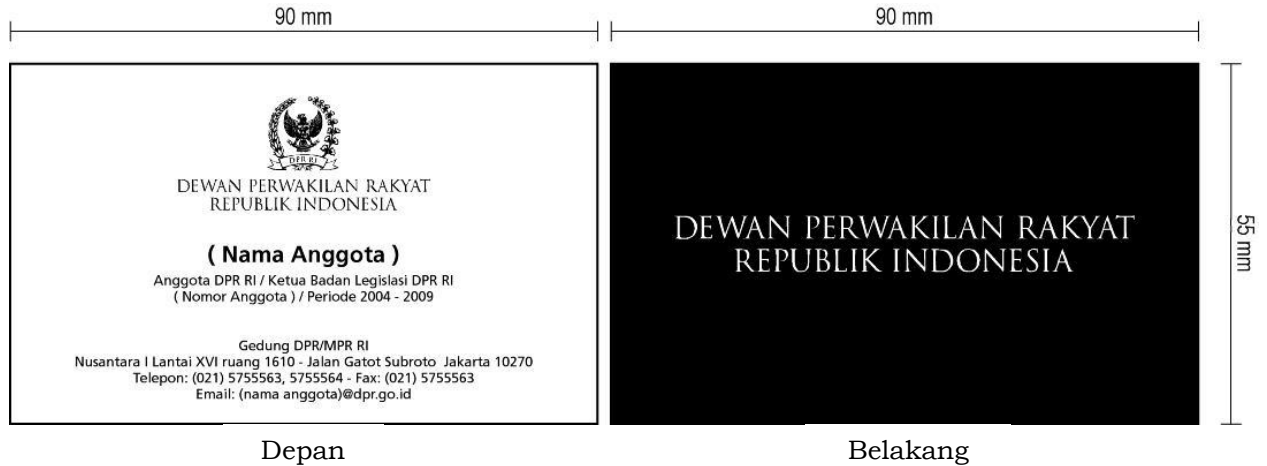 90 mm
90 mm
DPR RI
DEWAN PERWAKILAN RAKYAT
REPUBLIK INDONESIA
( Nama Anggota )
Anggota DPR RI / Ketua Badan Legislasi DPR RI
( Nomor Anggota ) / Periode 2004 - 2009
Gedung DPR/MPR RI
Nusantara I Lantai XVI ruang 1610 - Jalan Gatot Subroto Jakarta 10270
Telepon: (021) 5755563, 5755564 - Fax: (021) 5755563
Email: (nama anggota)@dpr.go.id
DEWAN PERWAKILAN RAKYAT
REPUBLIK INDONESIA
55 mm
Depan
Belakang